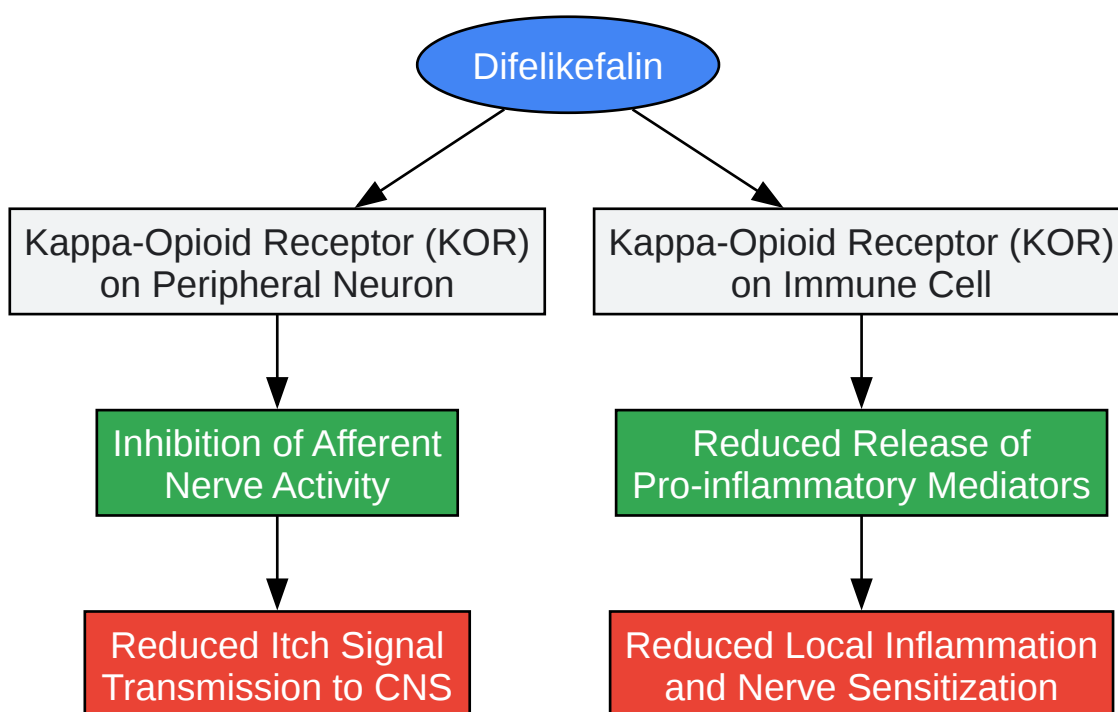 Difelikefalin
Kappa-Opioid Receptor (KOR)
on Peripheral Neuron
Kappa-Opioid Receptor (KOR)
on Immune Cell
Inhibition of Afferent
Nerve Activity
Reduced Release of
Pro-inflammatory Mediators
Reduced Itch Signal
Transmission to CNS
Reduced Local Inflammation
and Nerve Sensitization